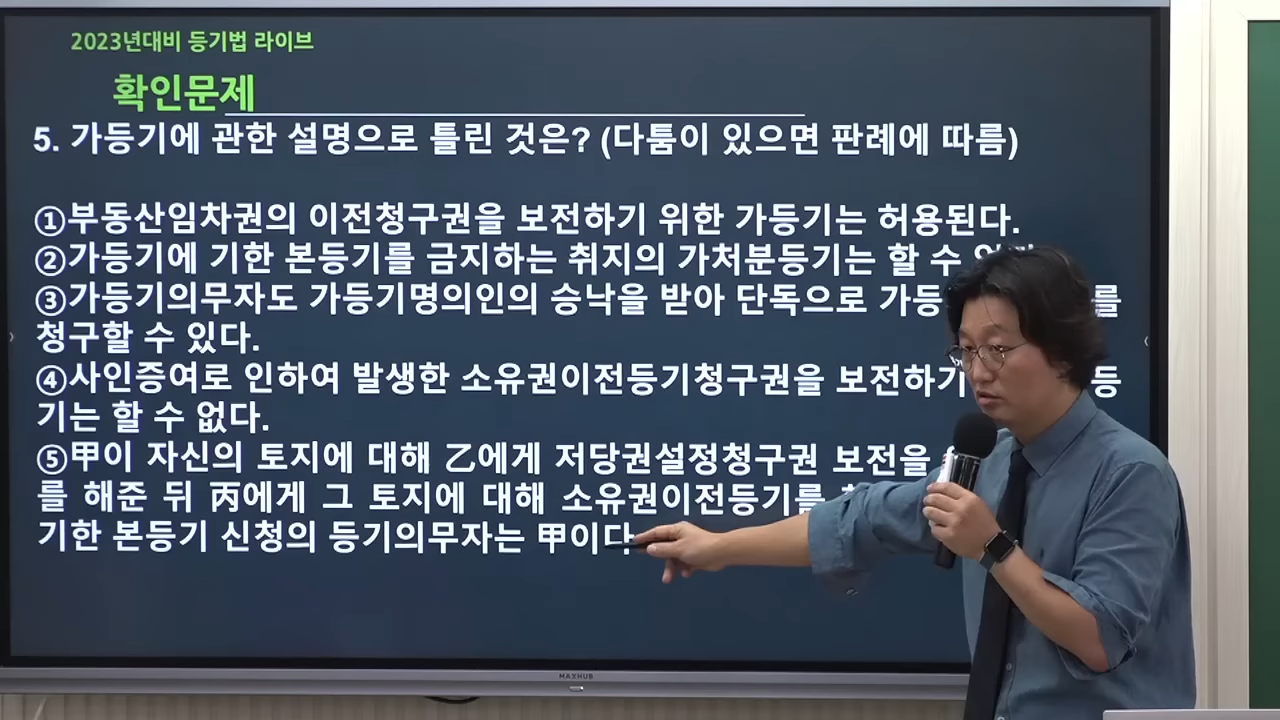 2023년대비 등기법 라이브
확인문제
5. 가등기에 관한 설명으로 틀린 것은? (다툼이 있으면 판례에 따름)
①부동산임차권의 이전청구권을 보전하기 위한 가등기는 허용된다.
②가등기에 기한 본등기를 금지하는 취지의 가처분등기는 할 수
③가등기의무자도 가등기명의인의 승낙을 받아 단독으로 를
청구할 수 있다.
④사인증여로 인하여 발생한 소유권이전등기청구권을 보전하기 등
기는 할 수 없다.
⑤甲이 자신의 토지에 대해 乙에게 저당권설정청구권 보전을
를 해준 뒤 丙에게 그 토지에 대해 소유권이전등기를
기한 본등기 신청의 등기의무자는 甲이다
MAXHUB